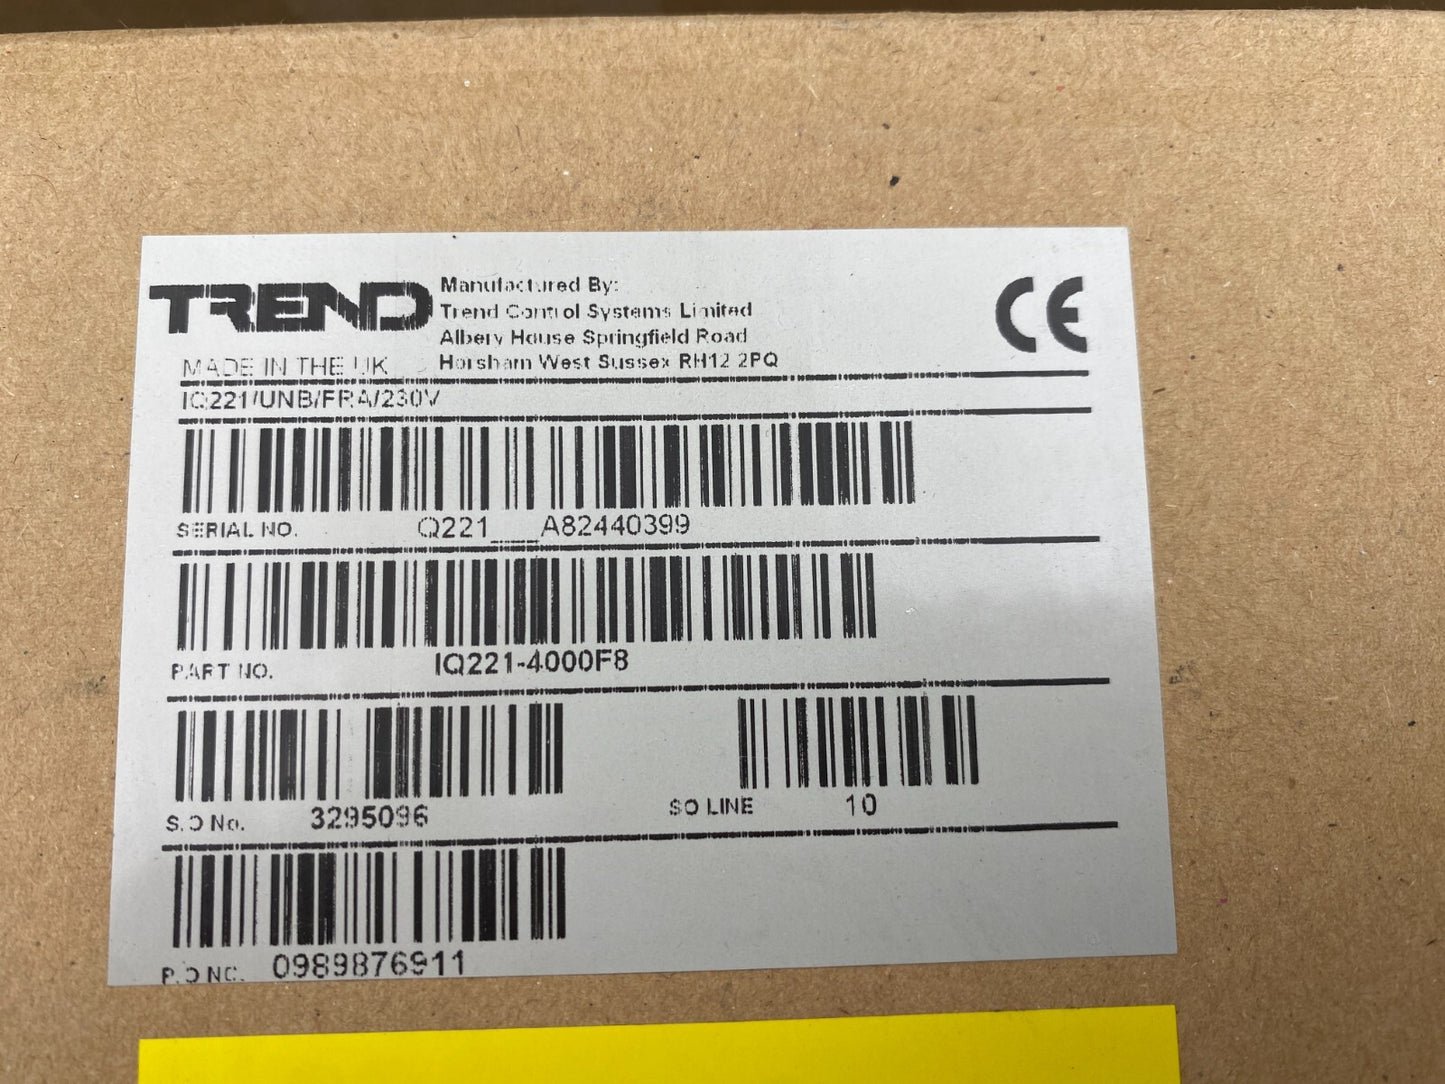 TREND
Manufactured By:
Trend Control Systems Limited
Albery House Springfield Road
Horsham West Sussex RH12 2PQ
MADE IN THE UK
CE
IQ221/UNB/FRA/230V
SERIAL NO. Q221___A82440399
PART NO. IQ221-4000F8
S.O No. 3295096 SO LINE 10
P.O NO. 0989876911